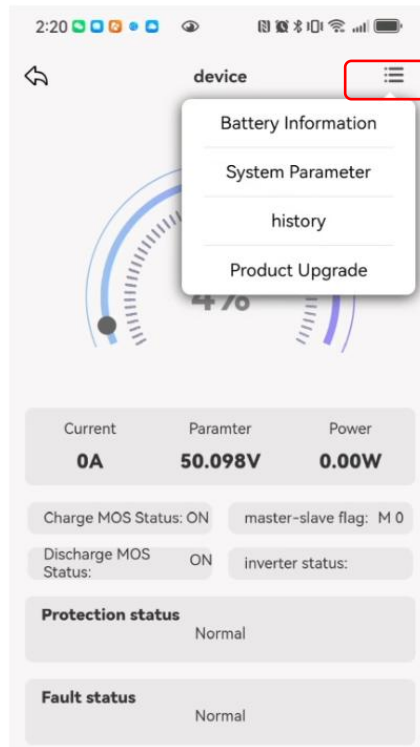 2:20
device
Battery Information
System Parameter
history
Product Upgrade
4%
Current Paramter Power
0A 50.098V 0.00W
Charge MOS Status: ON master-slave flag: M 0
Discharge MOS Status: ON inverter status:
Protection status
Normal
Fault status
Normal